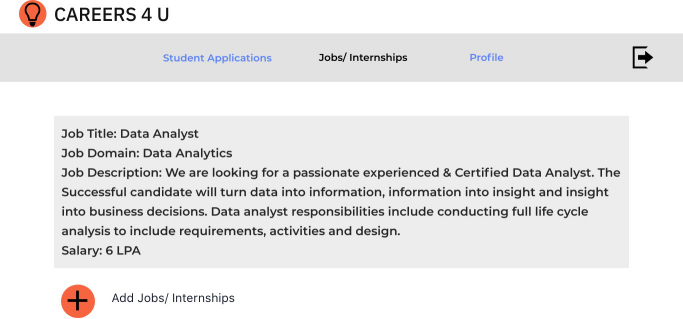 CAREERS 4 U
Student Applications Jobs/ Internships Profile
Job Title: Data Analyst
Job Domain: Data Analytics
Job Description: We are looking for a passionate experienced & Certified Data Analyst. The
Successful candidate will turn data into information, information into insight and insight
into business decisions. Data analyst responsibilities include conducting full life cycle
analysis to include requirements, activities and design.
Salary: 6 LPA
Add Jobs/ Internships